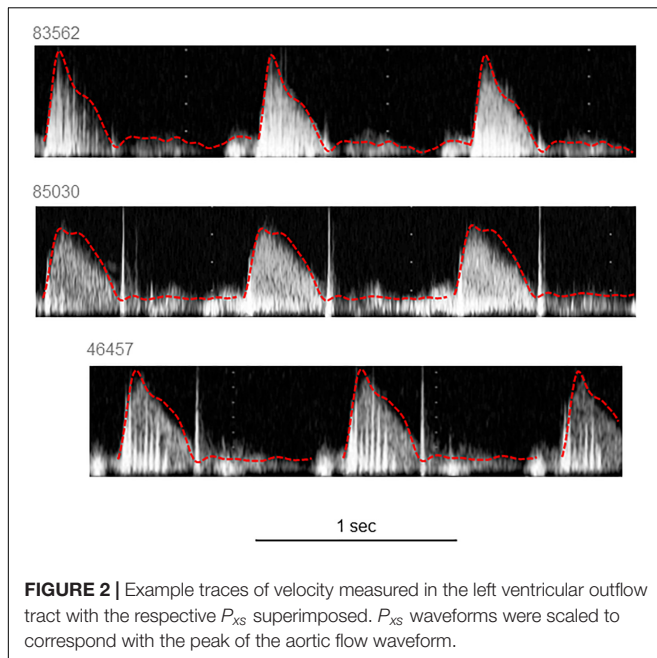 83562
85030
46457
1 sec
FIGURE 2 | Example traces of velocity measured in the left ventricular outflow
tract with the respective Pxs superimposed. Pxs waveforms were scaled to
correspond with the peak of the aortic flow waveform.